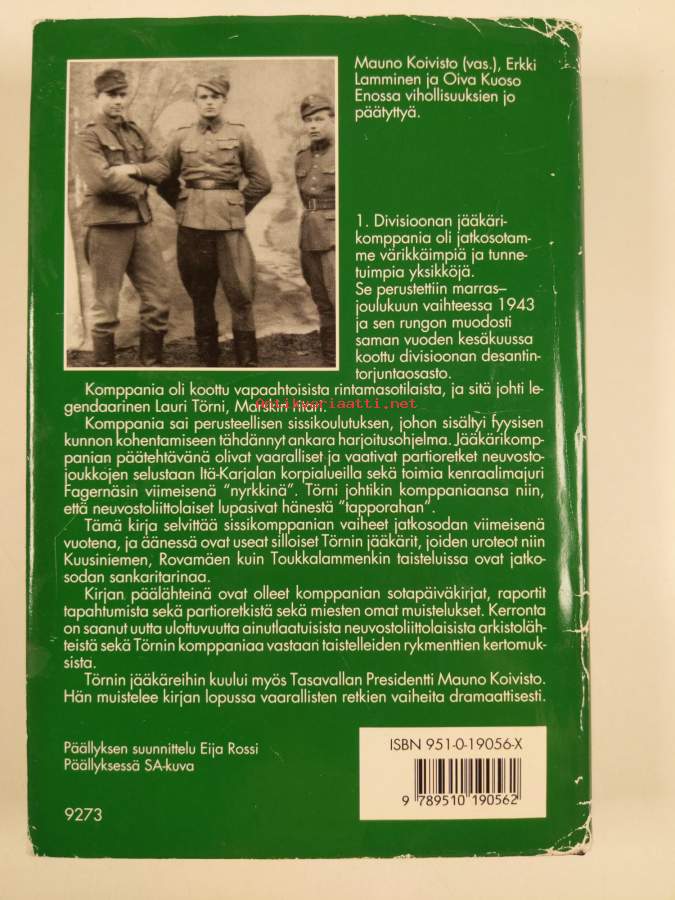 Mauno Koivisto (vas.), Erkki
Lamminen ja Oiva Kuoso
Enossa vihollisuuksien jo
päätyttyä.
1. Divisioonan jääkäri-
komppania oli jatkosotam-
me värikkäimpiä ja tunne-
tuimpia yksikköjä.
Se perustettiin marras–
joulukuun vaihteessa 1943
ja sen rungon muodosti
saman vuoden kesäkuussa
koottu divisioonan desantin-
torjuntaosasto.
Komppania oli koottu vapaahtoisista rintamasotilaista, ja sitä johti le-
gendaarinen Lauri Törni, Mannerheim-ristin ritari.
Antikvariaatti.net
Komppania sai perusteellisen sissikoulutuksen, johon sisältyi fyysisen
kunnon kohentamiseen tähdännyt ankara harjoitusohjelma. Jääkärikomp-
panian päätehtävänä olivat vaaralliset ja vaativat partioretket neuvosto-
joukkojen selustaan Itä-Karjalan korpialueilla sekä toimia kenraalimajuri
Fagernäsin viimeisenä "nyrkkinä". Törni johtikin komppaniaansa niin,
että neuvostoliittolaiset lupasivat hänestä "tapporahan".
Tämä kirja selvittää sissikomppanian vaiheet jatkosodan viimeisenä
vuotena, ja äänessä ovat useat silloiset Törnin jääkärit, joiden uroteot niin
Kuusiniemen, Rovamäen kuin Toukkalammenkin taisteluissa ovat jatko-
sodan sankaritarinaa.
Kirjan päälähteinä ovat olleet komppanian sotapäiväkirjat, raportit
tapahtumista sekä partioretkistä sekä miesten omat muistelukset. Kerronta
on saanut uutta ulottuvuutta ainutlaatuisista neuvostoliittolaisista arkistoläh-
teistä sekä Törnin komppaniaa vastaan taistelleiden rykmenttien kertomuk-
sista.
Törnin jääkäreihin kuului myös Tasavallan Presidentti Mauno Koivisto.
Hän muistelee kirjan lopussa vaarallisten retkien vaiheita dramaattisesti.
Päällyksen suunnittelu Eija Rossi
Päällyksessä SA-kuva
ISBN 951-0-19056-X
9 789510 190562
9273